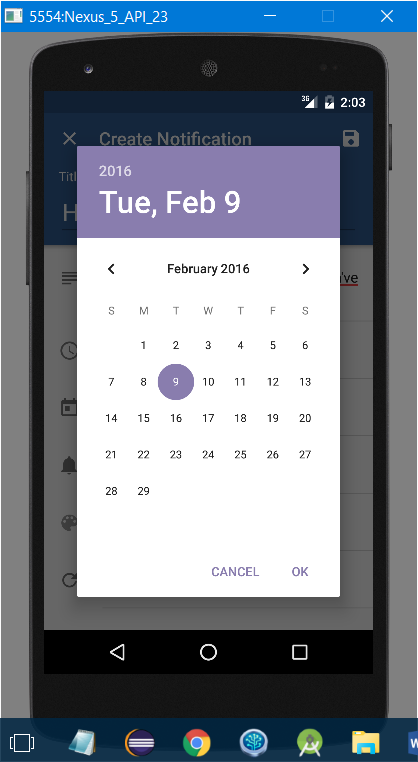 5554:Nexus_5_API_23
3G 2:03
Create Notification
Titl
H
2016
Tue, Feb 9
February 2016
S M T W T F S
1 2 3 4 5 6
7 8 9 10 11 12 13
14 15 16 17 18 19 20
21 22 23 24 25 26 27
28 29
've
CANCEL OK
W